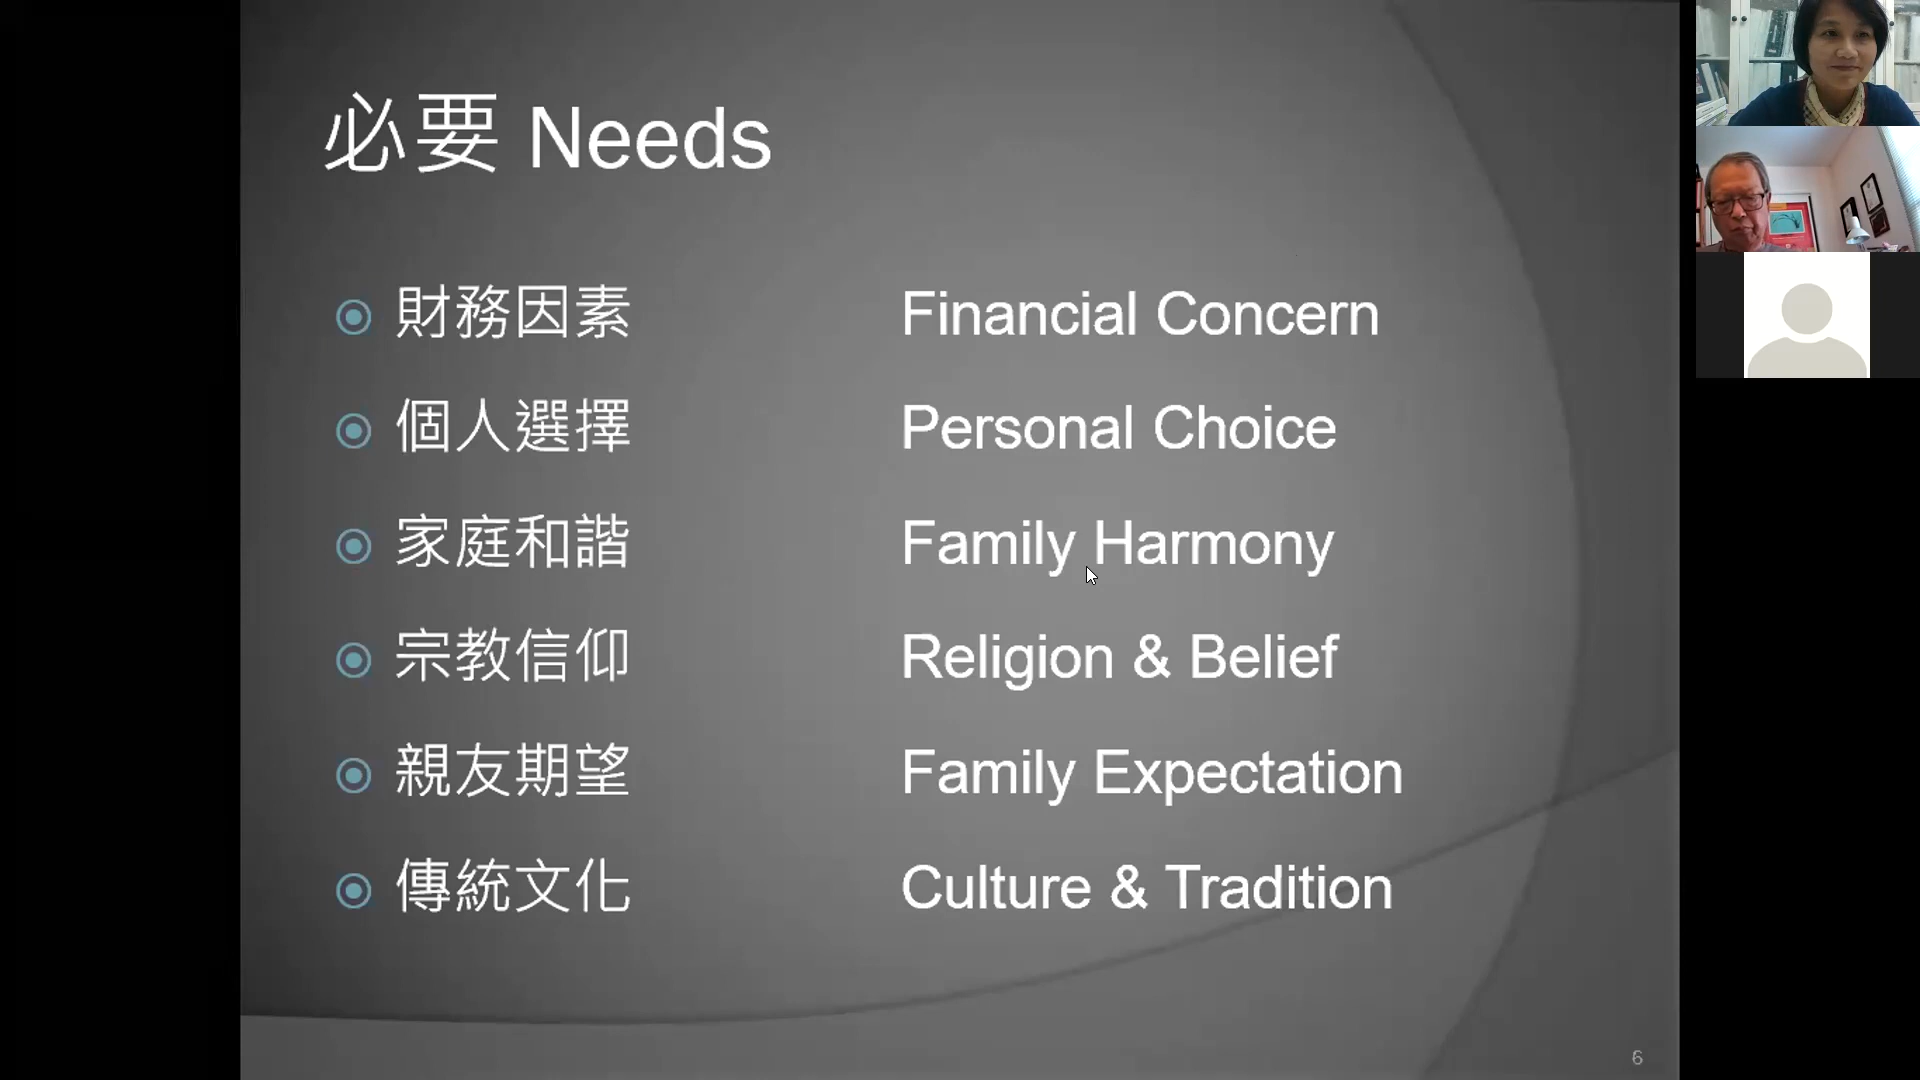 必要 Needs
財務因素 Financial Concern
個人選擇 Personal Choice
家庭和諧 Family Harmony
宗教信仰 Religion & Belief
親友期望 Family Expectation
傳統文化 Culture & Tradition
6